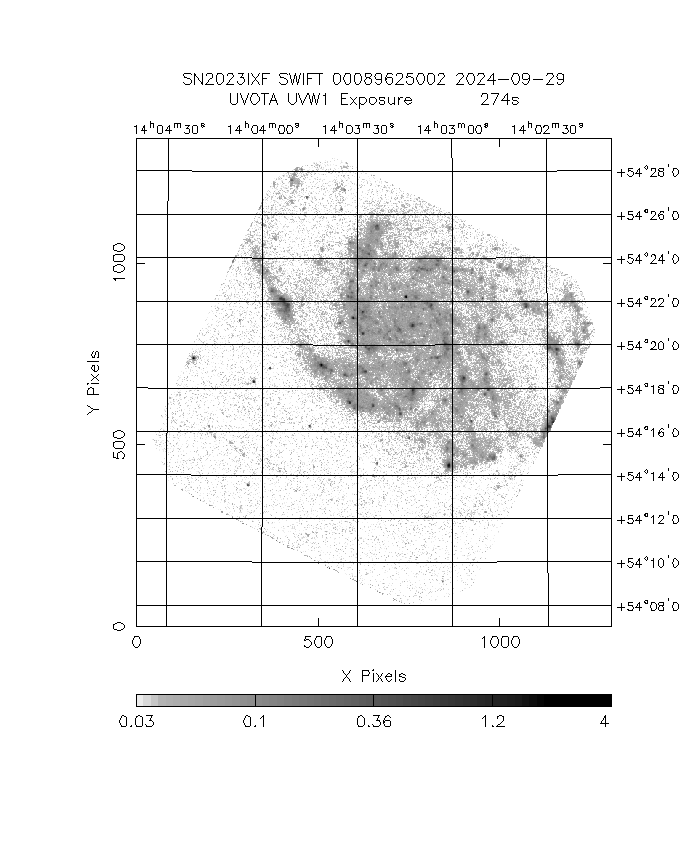 SN2023IXF SWIFT 00089625002 2024-09-29
UVOTA UVW1 Exposure 274s
14h04m30s 14h04m00s 14h03m30s 14h03m00s 14h02m30s
+54°28'0
+54°26'0
+54°24'0
+54°22'0
+54°20'0
+54°18'0
+54°16'0
+54°14'0
+54°12'0
+54°10'0
+54°08'0
1000
500
0
Y Pixels
0 500 1000
X Pixels
0.03 0.1 0.36 1.2 4